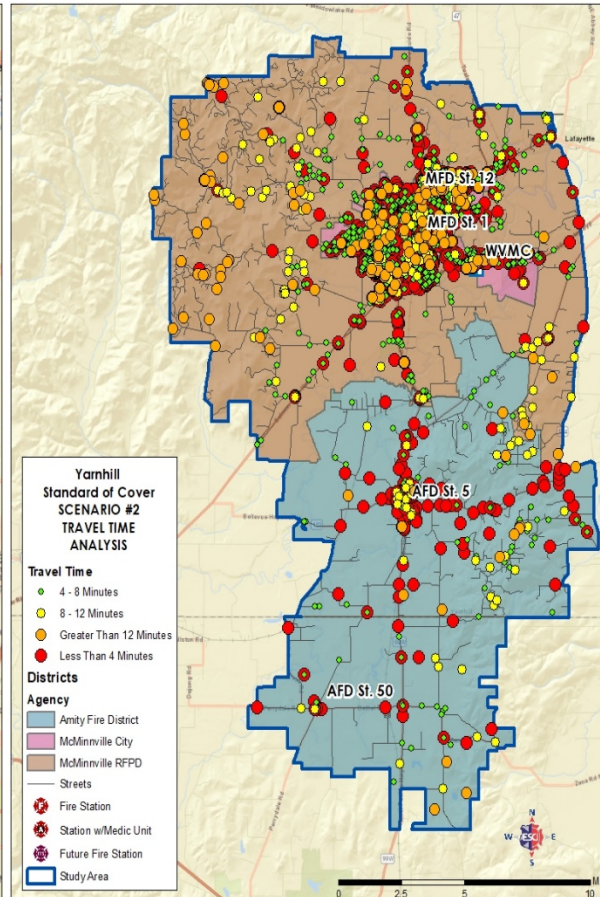 47
Lafayette
MFD St. 12
MFD St. 1
WVMC
AFD St. 5
AFD St. 50
Yarnhill
Standard of Cover
SCENARIO #2
TRAVEL TIME
ANALYSIS
Travel Time
4 - 8 Minutes
8 - 12 Minutes
Greater Than 12 Minutes
Less Than 4 Minutes
Districts
Agency
Amity Fire District
McMinnville City
McMinnville RFPD
Streets
Fire Station
Station w/Medic Unit
Future Fire Station
Study Area
Perrydale Rd
N
W
E
S
0 2.5 5 10
M